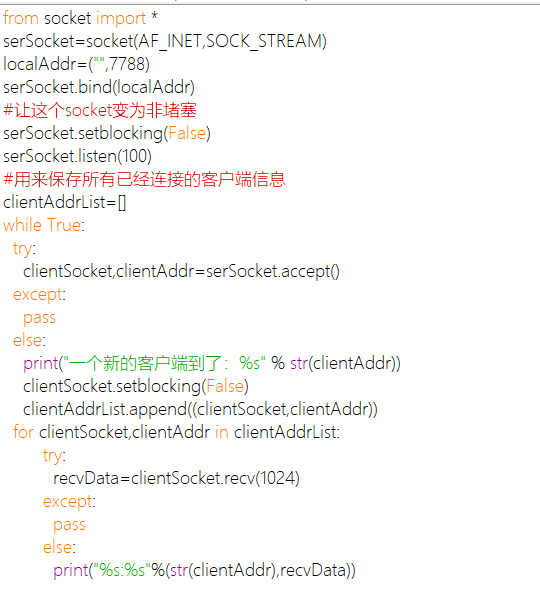 from socket import *
serSocket=socket(AF_INET,SOCK_STREAM)
localAddr=("",7788)
serSocket.bind(localAddr)
#让这个socket变为非堵塞
serSocket.setblocking(False)
serSocket.listen(100)
#用来保存所有已经连接的客户端信息
clientAddrList=[]
while True:
  try:
    clientSocket,clientAddr=serSocket.accept()
  except:
    pass
  else:
    print("一个新的客户端到了：%s" % str(clientAddr))
    clientSocket.setblocking(False)
    clientAddrList.append((clientSocket,clientAddr))
  for clientSocket,clientAddr in clientAddrList:
        try:
          recvData=clientSocket.recv(1024)
        except:
          pass
        else:
          print("%s:%s"%(str(clientAddr),recvData))